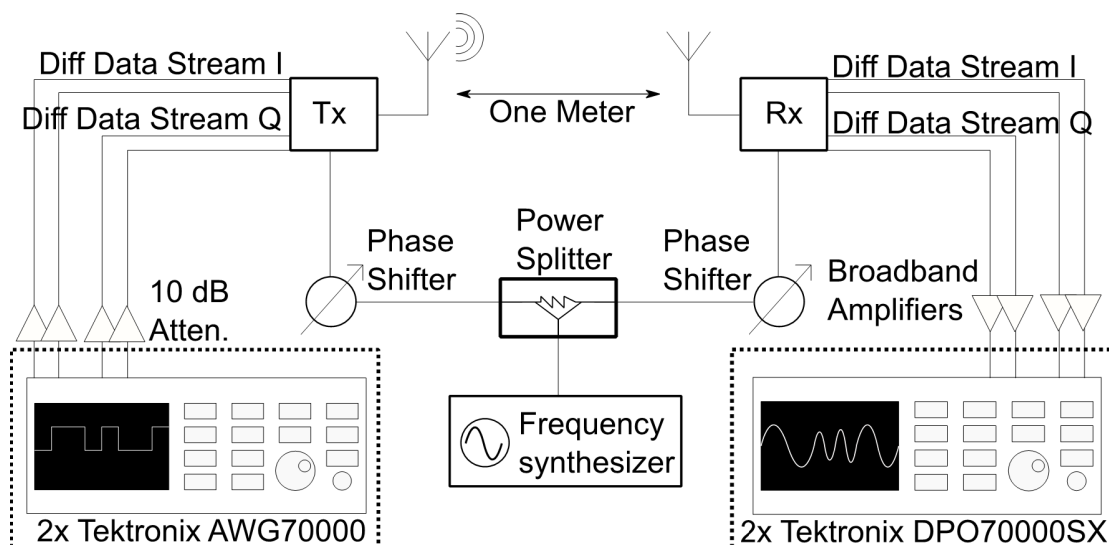 Diff Data Stream I
Diff Data Stream Q
Tx
One Meter
Rx
Diff Data Stream I
Diff Data Stream Q
Phase
Shifter
Power
Splitter
Phase
Shifter
10 dB
Atten.
Broadband
Amplifiers
Frequency
synthesizer
2x Tektronix AWG70000
2x Tektronix DPO70000SX